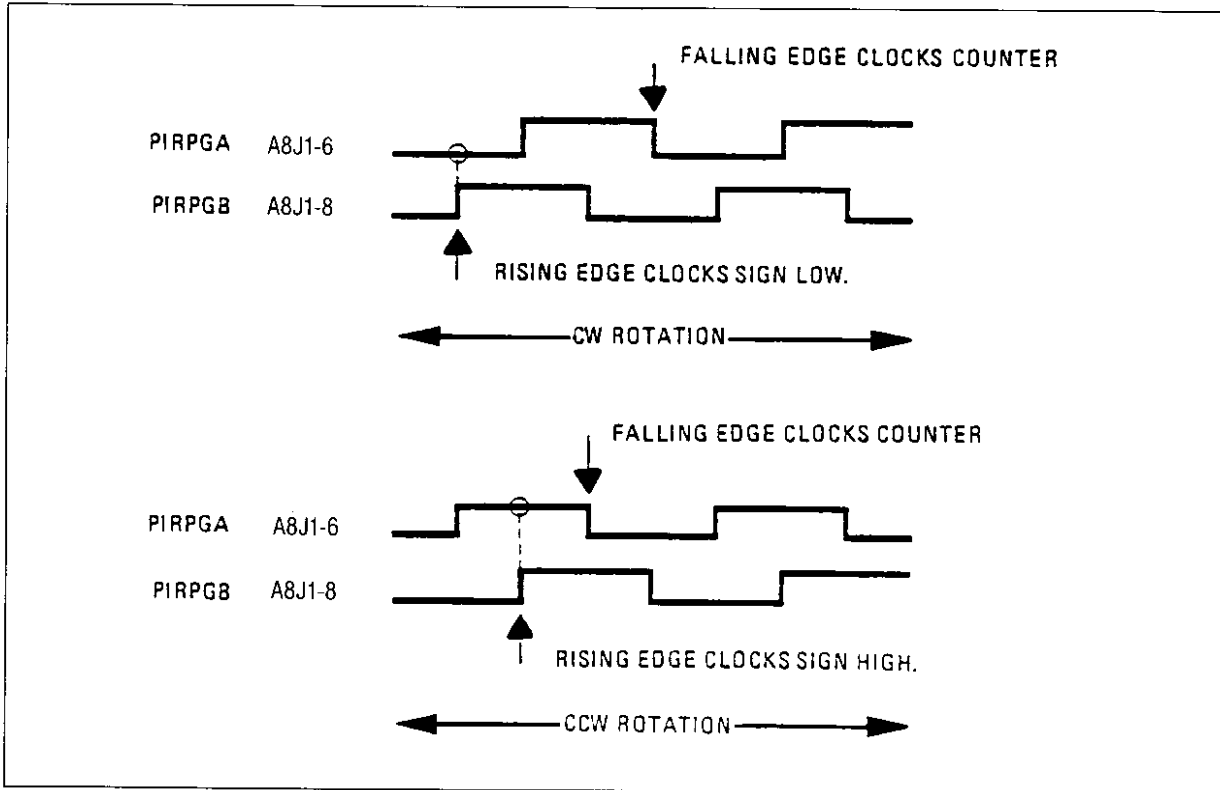 FALLING EDGE CLOCKS COUNTER
PIRPGA A8J1-6
PIRPGB A8J1-8
RISING EDGE CLOCKS SIGN LOW.
CW ROTATION
FALLING EDGE CLOCKS COUNTER
PIRPGA A8J1-6
PIRPGB A8J1-8
RISING EDGE CLOCKS SIGN HIGH.
CCW ROTATION